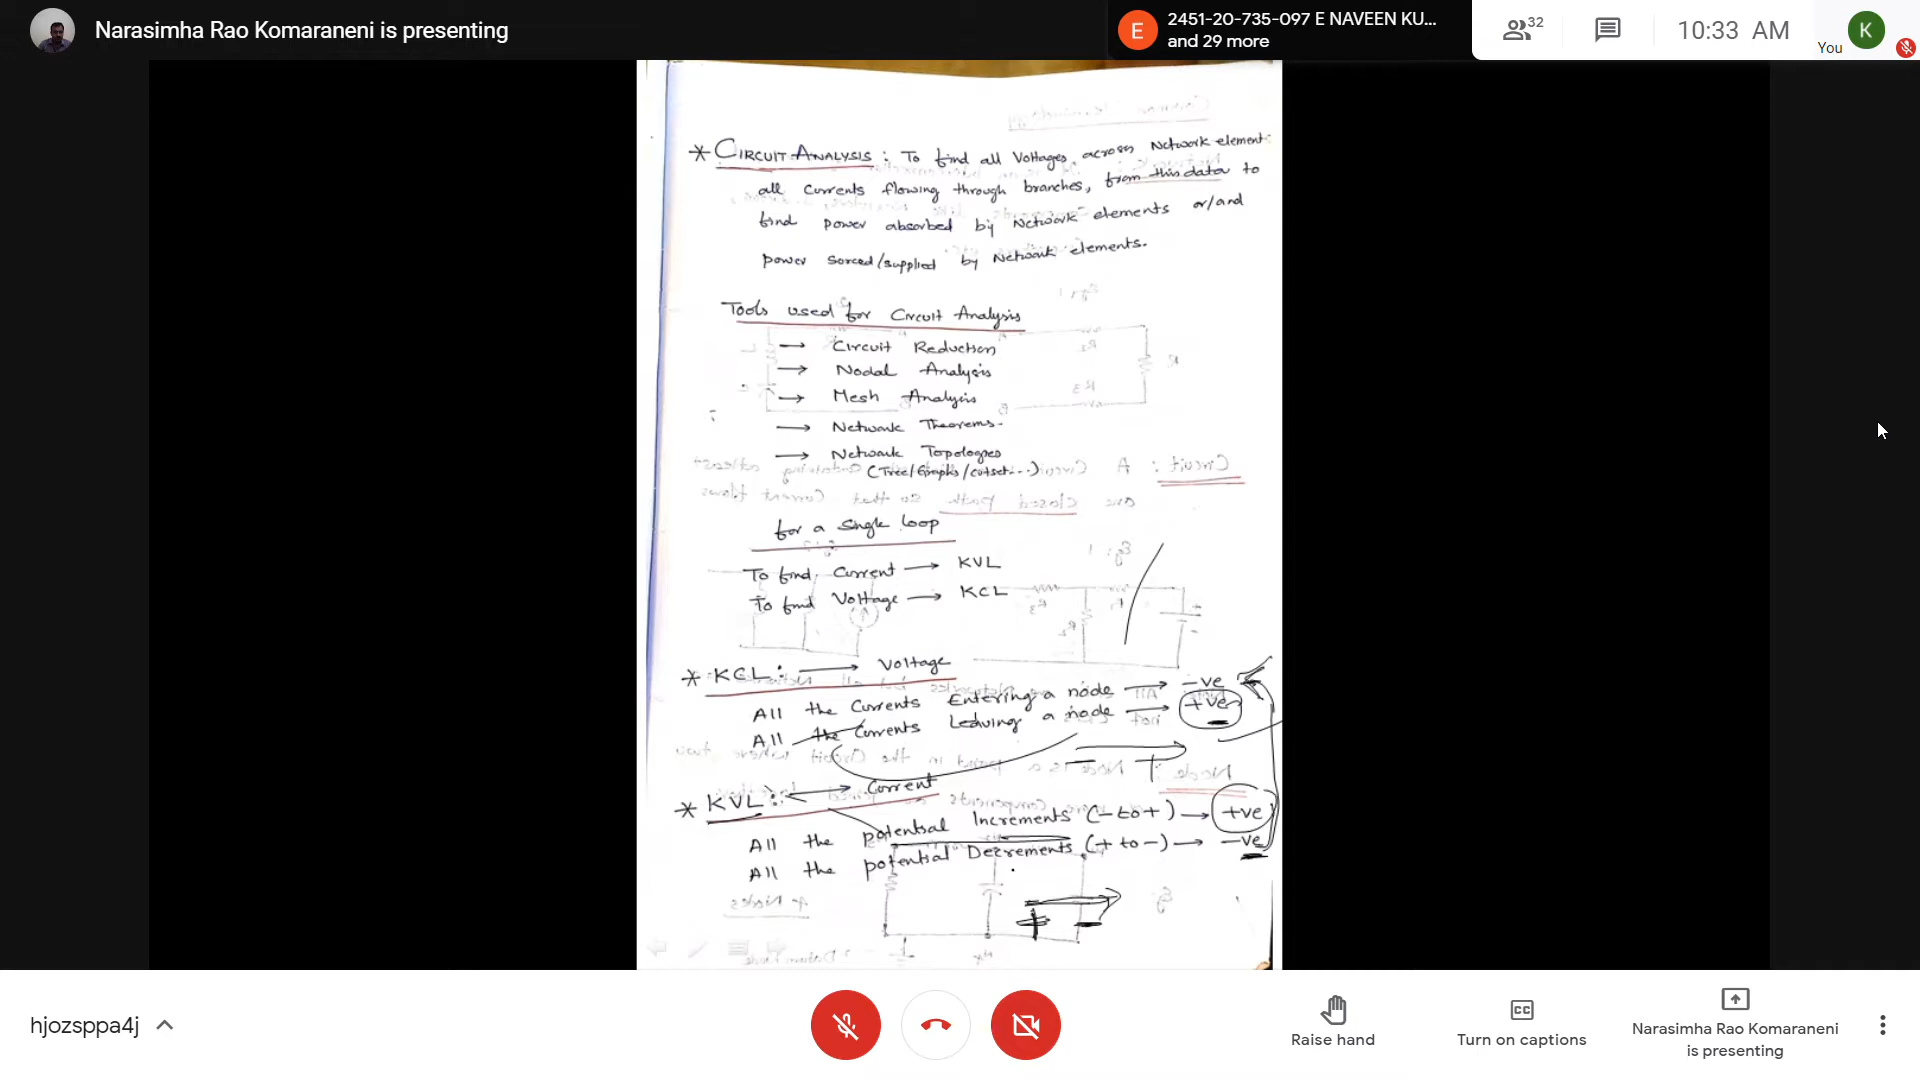 Narasimha Rao Komaraneni is presenting
2451-20-735-097 E NAVEEN KU...
and 29 more
E
32
10:33 AM
You
K
* CIRCUIT ANALYSIS : To find all Voltages across Network element
all currents flowing through branches, from this data to
find power absorbed by Network elements or/and
power sorced/supplied by Network elements.
Tools used for Circuit Analysis
→ Circuit Reduction
→ Nodal Analysis
→ Mesh Analysis
→ Network Theorems.
→ Network Topologies
(Tree/Graphs/cutset...)
for a single loop
To find Current → KVL
To find Voltage → KCL
* KCL: → Voltage
All the Currents Entering a node → -ve
All the Currents Leaving a node → +ve
* KVL: → Current
All the potential Increments (- to +) → +ve
All the potential Decrements (+ to -) → -ve
+ -
hjozsppa4j
Raise hand
Turn on captions
Narasimha Rao Komaraneni
is presenting